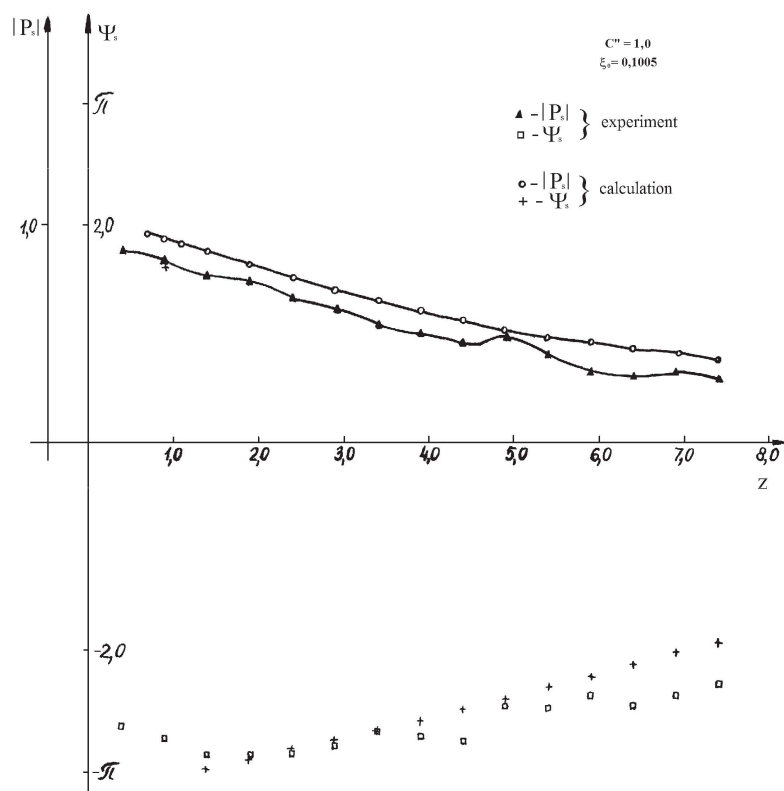 |Pₛ| Ψₛ
C" = 1,0
ξ₀= 0,1005
π
▲ -|Pₛ|
□ -Ψₛ
} experiment
o -|Pₛ|
+ - Ψₛ
} calculation
1,0 2,0
1,0 2,0 3,0 4,0 5,0 6,0 7,0 8,0
z
-2,0
-π